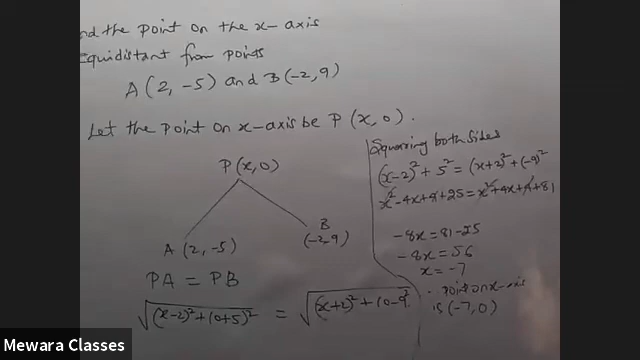 nd the point on the x-axis
equidistant from points
A(2, -5) and B(-2, 9)
Let the point on x-axis be P(x, 0).
P(x, 0)
A(2, -5)
B
(-2, 9)
PA = PB
√(x-2)²+(0+5)² = √(x+2)²+(0-9)²
Squaring both sides
(x-2)² + 5² = (x+2)² + (-9)²
x² - 4x + 4 + 25 = x² + 4x + 4 + 81
-8x = 81 - 25
-8x = 56
x = -7
∴ point on x-axis
is (-7, 0)
Mewara Classes